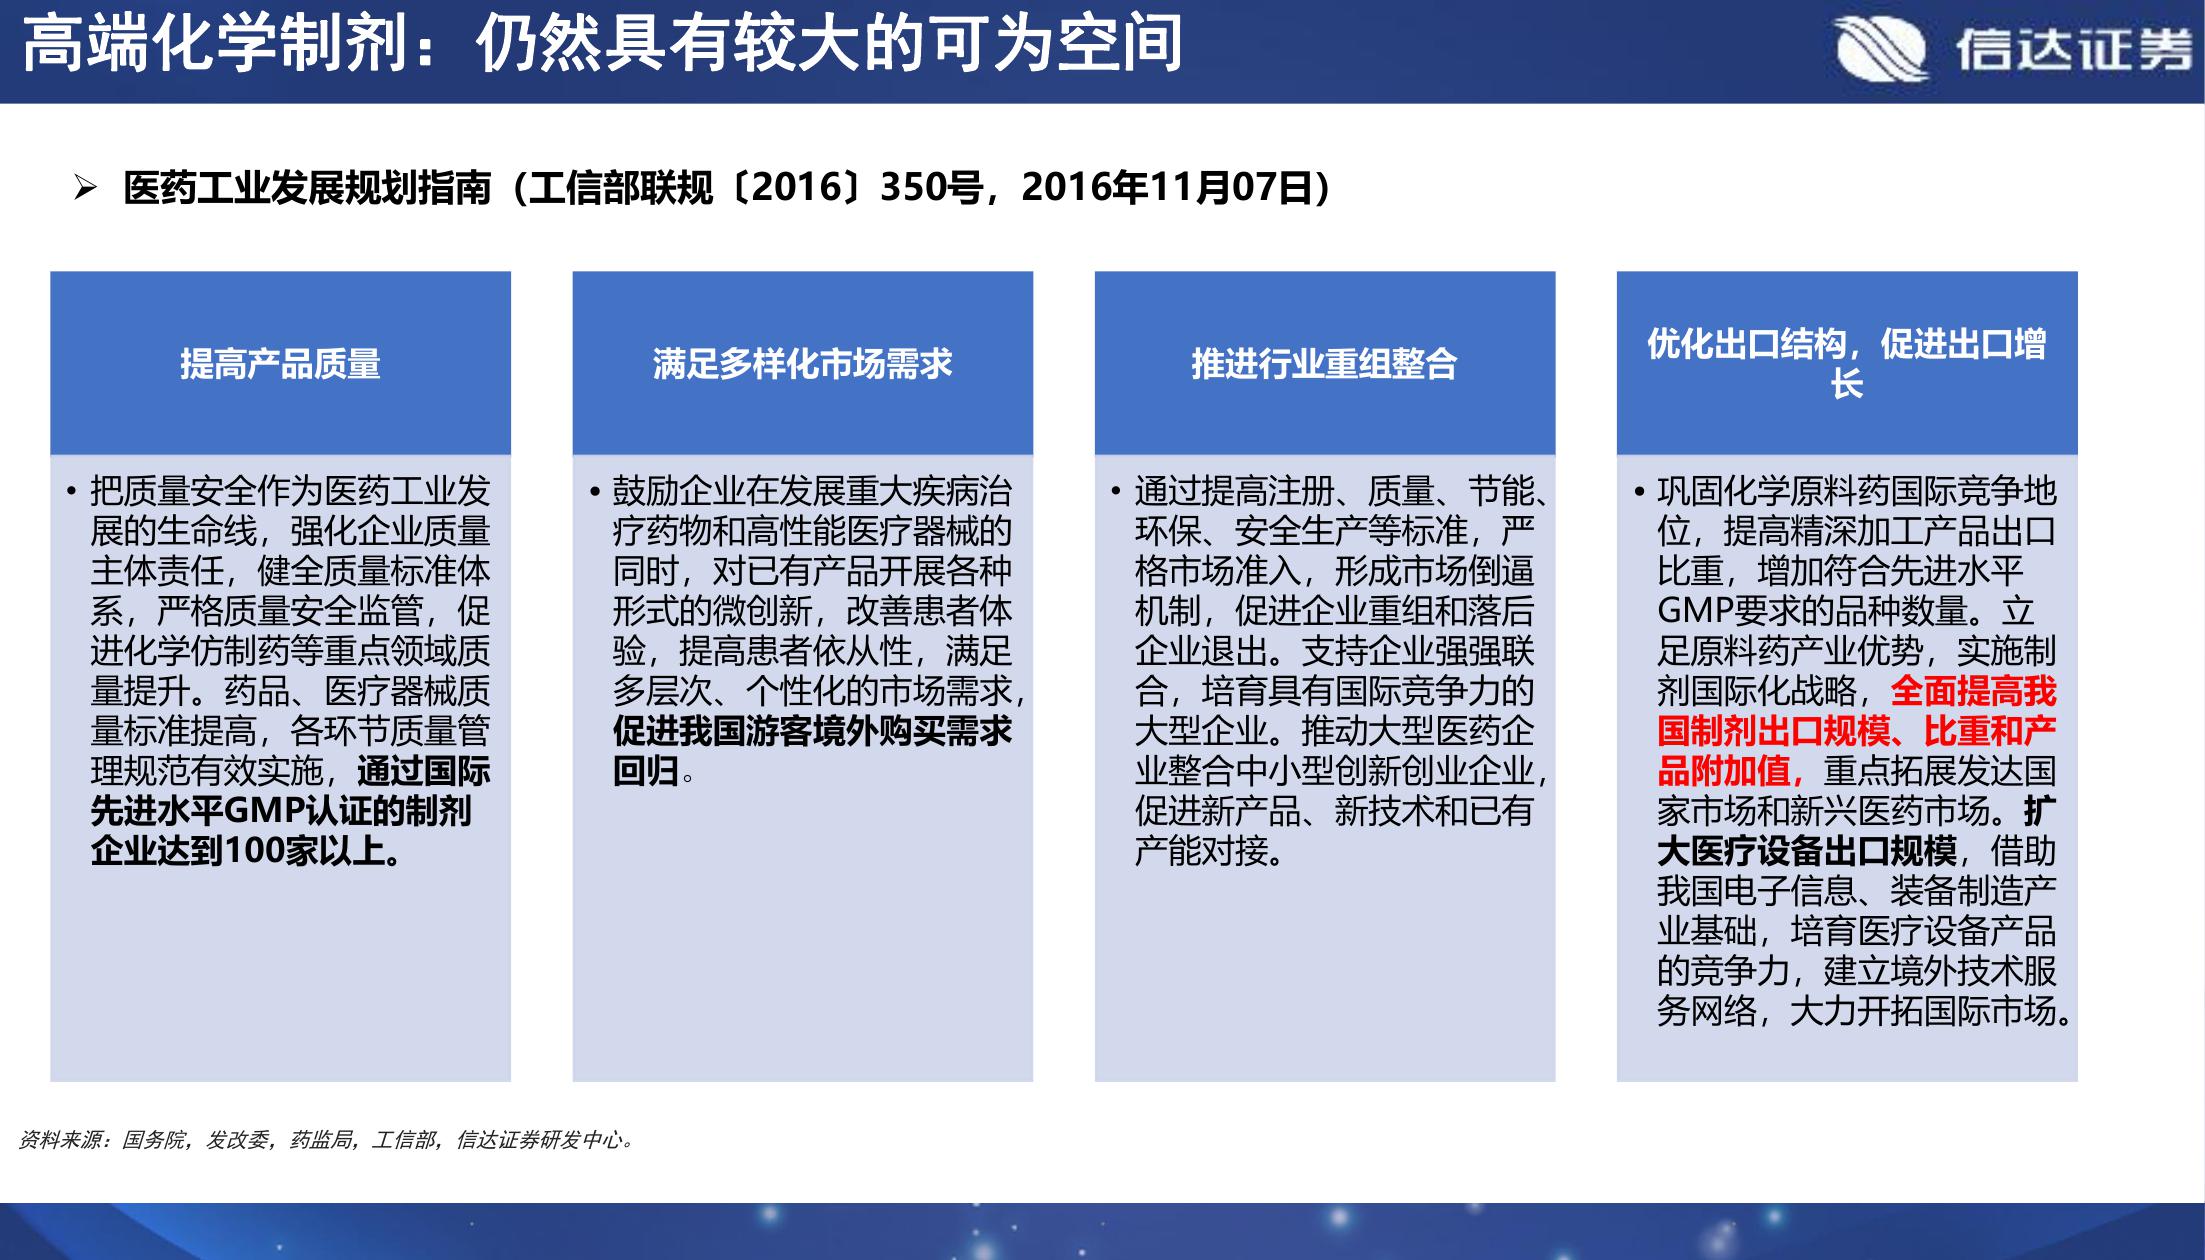 高端化学制剂：仍然具有较大的可为空间
信达证券
➢ 医药工业发展规划指南（工信部联规〔2016〕350号，2016年11月07日）
提高产品质量
• 把质量安全作为医药工业发
展的生命线，强化企业质量
主体责任，健全质量标准体
系，严格质量安全监管，促
进化学仿制药等重点领域质
量提升。药品、医疗器械质
量标准提高，各环节质量管
理规范有效实施，通过国际
先进水平GMP认证的制剂
企业达到100家以上。
满足多样化市场需求
• 鼓励企业在发展重大疾病治
疗药物和高性能医疗器械的
同时，对已有产品开展各种
形式的微创新，改善患者体
验，提高患者依从性，满足
多层次、个性化的市场需求，
促进我国游客境外购买需求
回归。
推进行业重组整合
• 通过提高注册、质量、节能、
环保、安全生产等标准，严
格市场准入，形成市场倒逼
机制，促进企业重组和落后
企业退出。支持企业强强联
合，培育具有国际竞争力的
大型企业。推动大型医药企
业整合中小型创新创业企业，
促进新产品、新技术和已有
产能对接。
优化出口结构，促进出口增
长
• 巩固化学原料药国际竞争地
位，提高精深加工产品出口
比重，增加符合先进水平
GMP要求的品种数量。立
足原料药产业优势，实施制
剂国际化战略，全面提高我
国制剂出口规模、比重和产
品附加值，重点拓展发达国
家市场和新兴医药市场。扩
大医疗设备出口规模，借助
我国电子信息、装备制造产
业基础，培育医疗设备产品
的竞争力，建立境外技术服
务网络，大力开拓国际市场。
资料来源：国务院，发改委，药监局，工信部，信达证券研发中心。